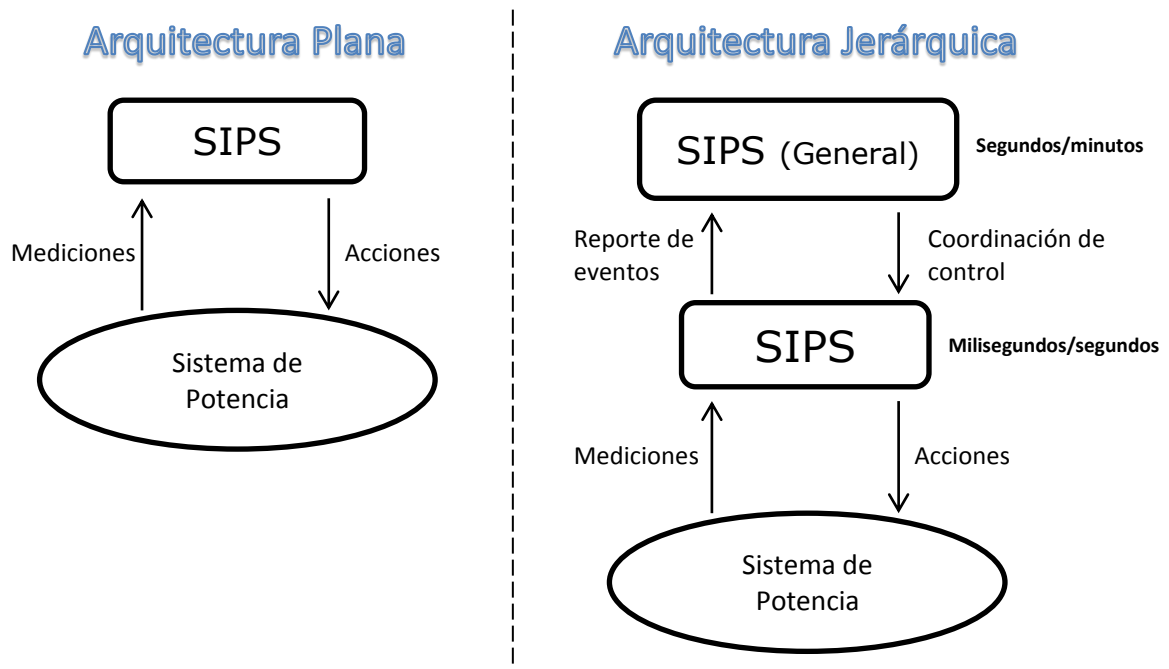 Arquitectura Plana
SIPS
Mediciones
Acciones
Sistema de
Potencia
Arquitectura Jerárquica
SIPS (General)
Segundos/minutos
Reporte de
eventos
Coordinación de
control
SIPS
Milisegundos/segundos
Mediciones
Acciones
Sistema de
Potencia